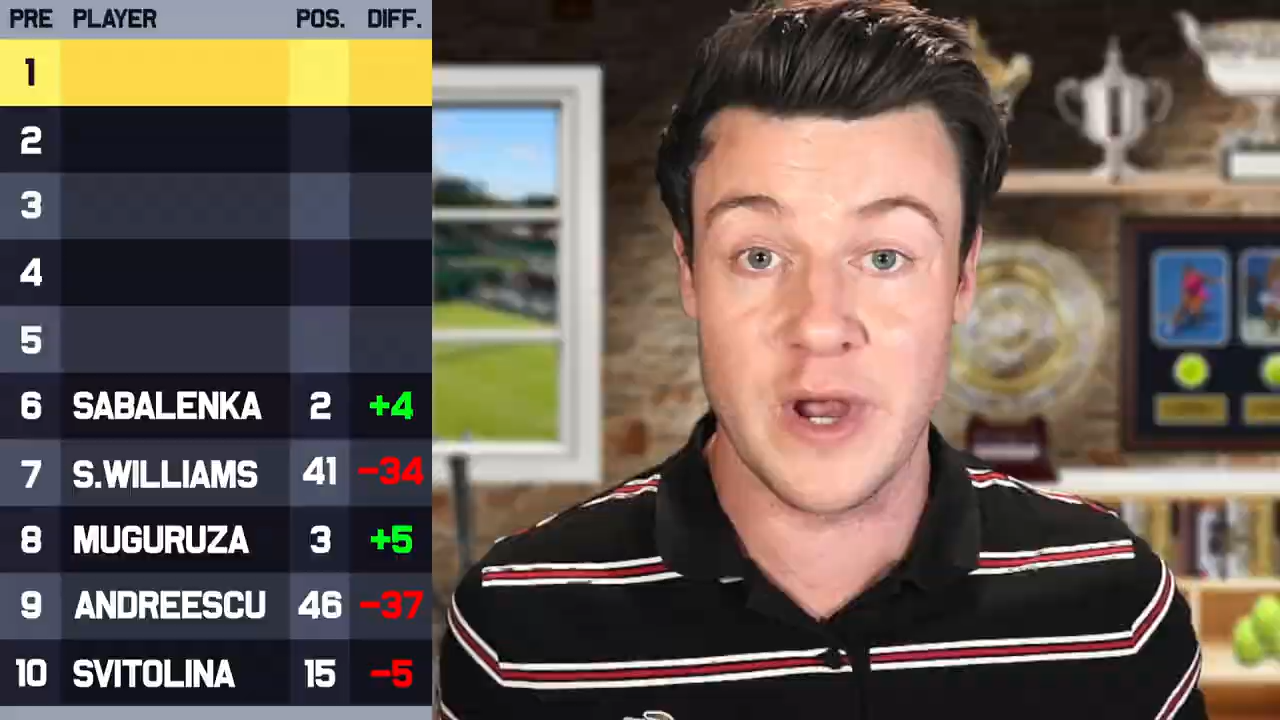 PRE PLAYER POS. DIFF.
1
2
3
4
5
6 SABALENKA 2 +4
7 S.WILLIAMS 41 -34
8 MUGURUZA 3 +5
9 ANDREESCU 46 -37
10 SVITOLINA 15 -5